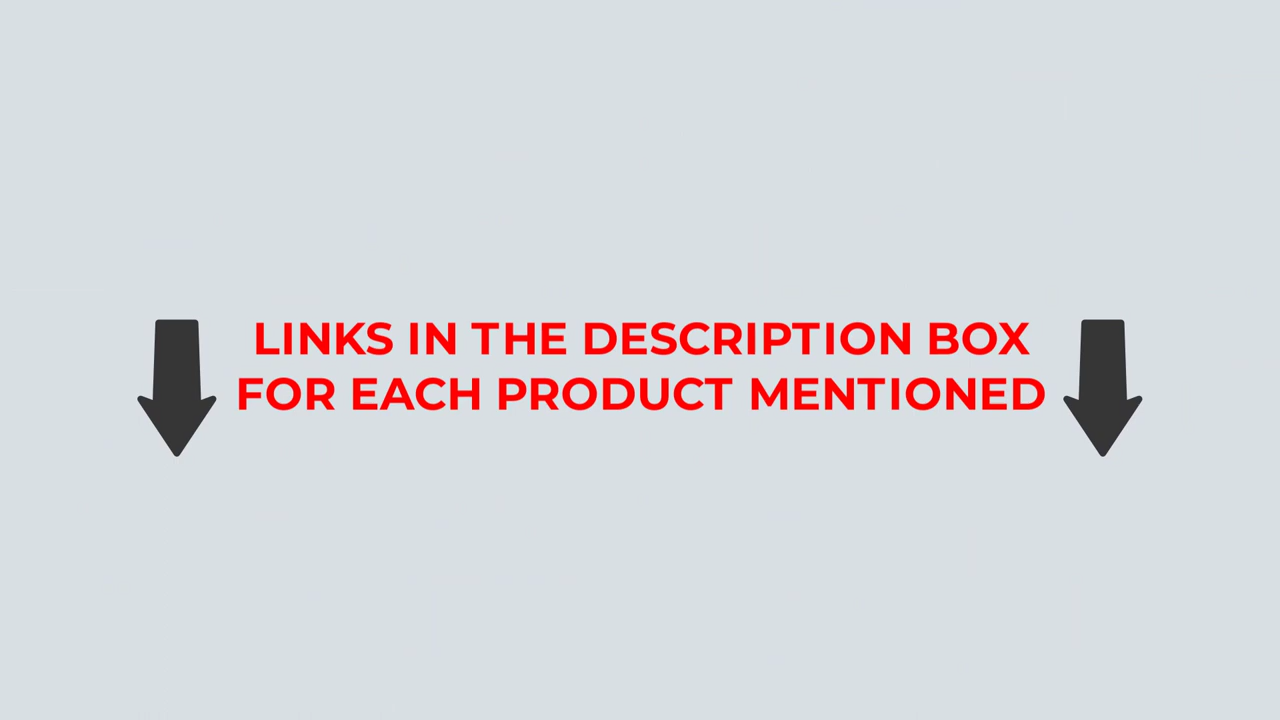 LINKS IN THE DESCRIPTION BOX
FOR EACH PRODUCT MENTIONED